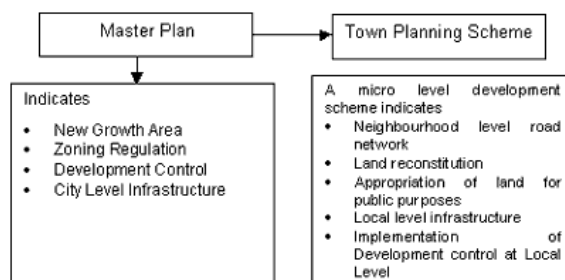 Master Plan
Town Planning Scheme
Indicates
• New Growth Area
• Zoning Regulation
• Development Control
• City Level Infrastructure
A micro level development
scheme indicates
• Neighbourhood level road
network
• Land reconstitution
• Appropriation of land for
public purposes
• Local level infrastructure
• Implementation of
Development control at Local
Level